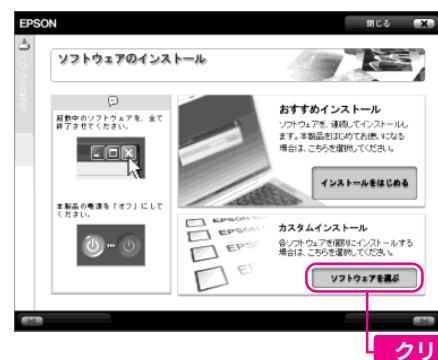 EPSON
閉じる
ソフトウェアのインストール
起動中のソフトウェアを、全て
終了させてください。
本製品の電源を「オフ」にして
ください。
おすすめインストール
ソフトウェアを、連続してインストールし
ます。本製品をはじめてお使いになる
場合は、こちらを選択してください。
インストールをはじめる
カスタムインストール
各ソフトウェアを個別にインストールする
場合は、こちらを選択してください。
ソフトウェアを選ぶ
EPSON
EPSON
EPS
E
クリ